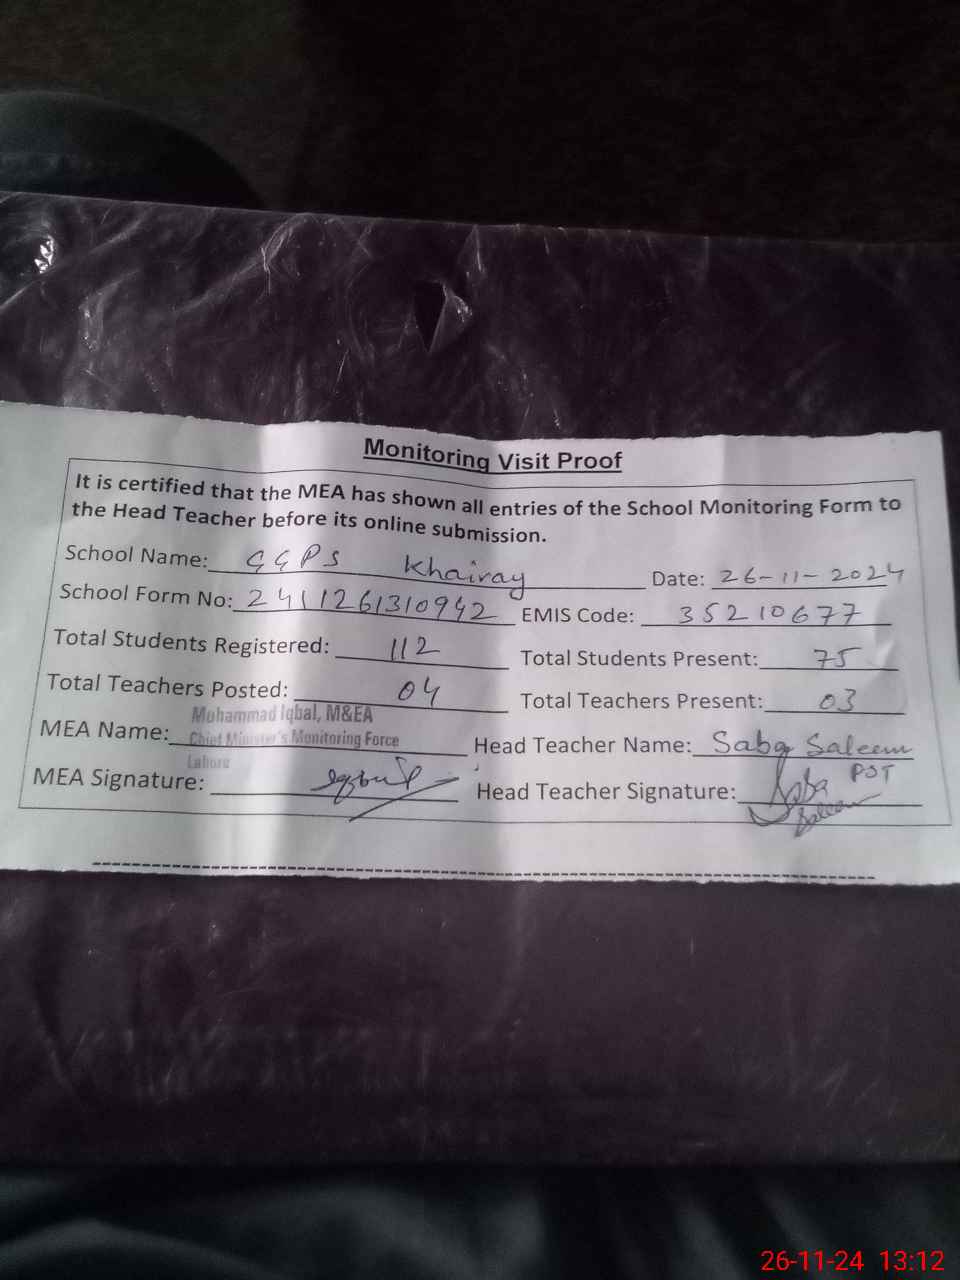 Monitoring Visit Proof
It is certified that the MEA has shown all entries of the School Monitoring Form to
the Head Teacher before its online submission.
School Name: GGPS Khairay Date: 26-11-2024
School Form No: 2411261310942 EMIS Code: 35210677
Total Students Registered: 112 Total Students Present: 75
Total Teachers Posted: 04 Total Teachers Present: 03
Muhammad Iqbal, M&EA
MEA Name: Chief Minister's Monitoring Force Head Teacher Name: Saba Saleem
Lahore
PST
MEA Signature: Iqbal Head Teacher Signature: Saba
Saleem
26-11-24 13:12